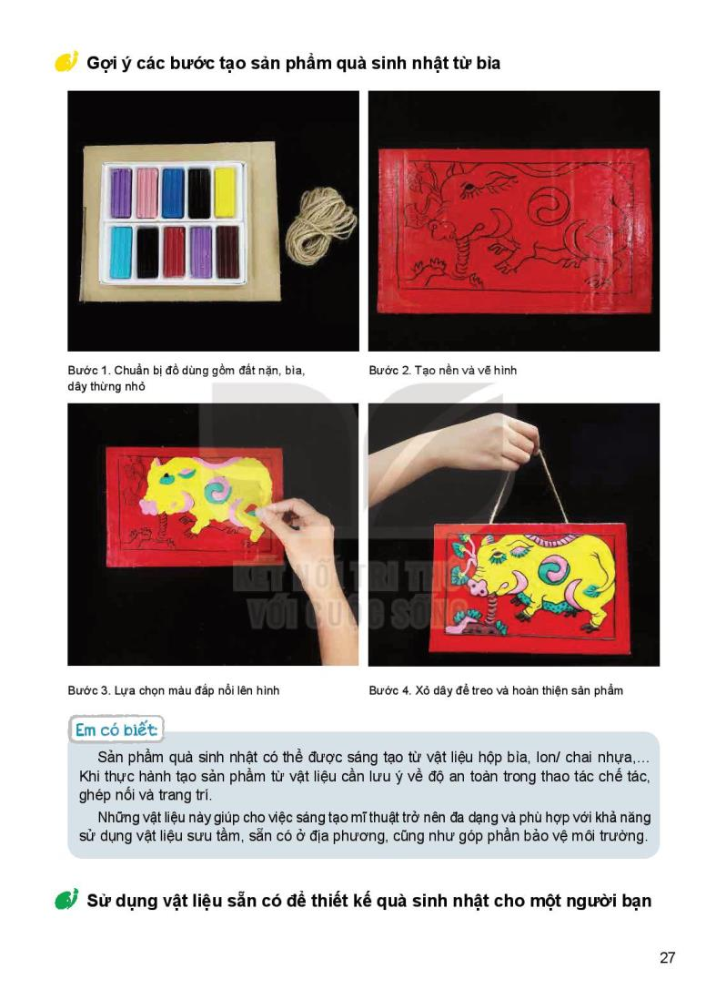 Gợi ý các bước tạo sản phẩm quà sinh nhật từ bìa
Bước 1. Chuẩn bị đồ dùng gồm đất nặn, bìa,
dây thừng nhỏ
Bước 2. Tạo nền và vẽ hình
KẾT NỐI TRI THỨC
VỚI CUỘC SỐNG
Bước 3. Lựa chọn màu đắp nổi lên hình
Bước 4. Xỏ dây để treo và hoàn thiện sản phẩm
Em có biết:
Sản phẩm quà sinh nhật có thể được sáng tạo từ vật liệu hộp bìa, lon/ chai nhựa,...
Khi thực hành tạo sản phẩm từ vật liệu cần lưu ý về độ an toàn trong thao tác chế tác,
ghép nối và trang trí.
Những vật liệu này giúp cho việc sáng tạo mĩ thuật trở nên đa dạng và phù hợp với khả năng
sử dụng vật liệu sưu tầm, sẵn có ở địa phương, cũng như góp phần bảo vệ môi trường.
Sử dụng vật liệu sẵn có để thiết kế quà sinh nhật cho một người bạn
27